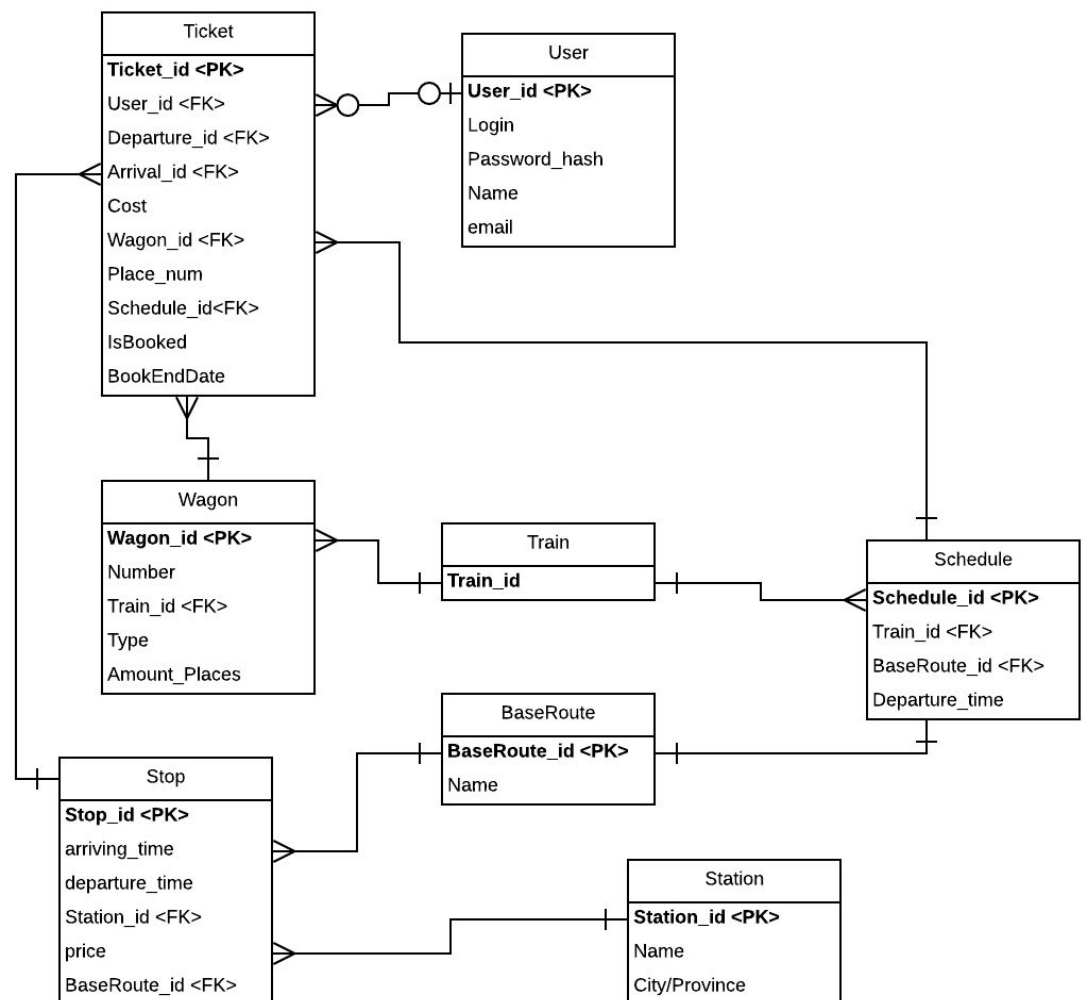 Ticket
Ticket_id <PK>
User_id <FK>
Departure_id <FK>
Arrival_id <FK>
Cost
Wagon_id <FK>
Place_num
Schedule_id<FK>
IsBooked
BookEndDate
User
User_id <PK>
Login
Password_hash
Name
email
Wagon
Wagon_id <PK>
Number
Train_id <FK>
Type
Amount_Places
Train
Train_id
Schedule
Schedule_id <PK>
Train_id <FK>
BaseRoute_id <FK>
Departure_time
BaseRoute
BaseRoute_id <PK>
Name
Stop
Stop_id <PK>
arriving_time
departure_time
Station_id <FK>
price
BaseRoute_id <FK>
Station
Station_id <PK>
Name
City/Province